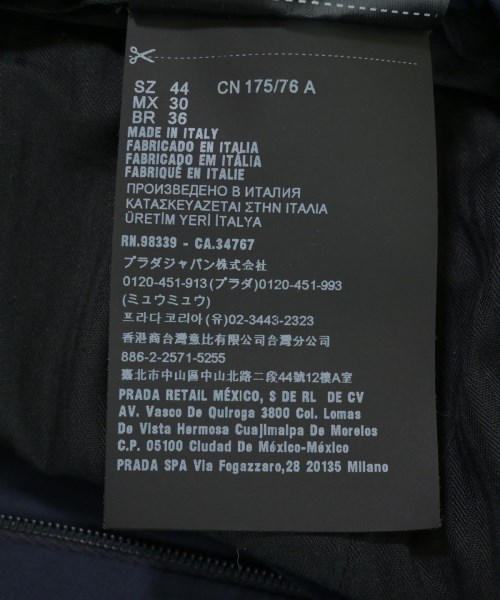 SZ 44 CN 175/76 A
MX 30
BR 36
MADE IN ITALY
FABRICADO EN ITALIA
FABRICADO EM ITÀLIA
FABRIQUÉ EN ITALIE
ПРОИЗВЕДЕНО В ИТАЛИЯ
ΚΑΤΑΣΚΕΥΑΖΕΤΑΙ ΣΤΗΝ ΙΤΑΛΙΑ
ÜRETİM YERİ İTALYA
RN.98339 - CA.34767
プラダジャパン株式会社
0120-451-913 (プラダ) 0120-451-993
(ミュウミュウ)
프라다 코리아 (유) 02-3443-2323
香港商台灣意比有限公司台灣分公司
886-2-2571-5255
臺北市中山區中山北路二段44號12樓A室
PRADA RETAIL MÉXICO, S DE RL DE CV
AV. Vasco De Quiroga 3800 Col. Lomas
De Vista Hermosa Cuajimalpa De Morelos
C.P. 05100 Ciudad De México-México
PRADA SPA Via Fogazzaro,28 20135 Milano